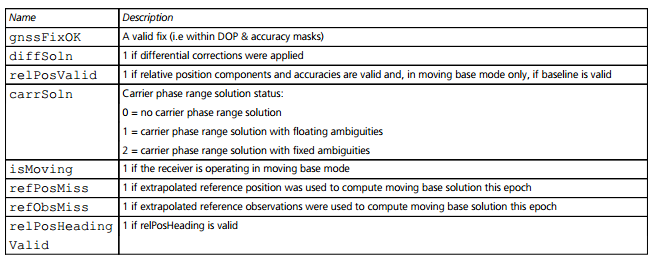 Name Description
gnssFixOK A valid fix (i.e within DOP & accuracy masks)
diffSoln 1 if differential corrections were applied
relPosValid 1 if relative position components and accuracies are valid and, in moving base mode only, if baseline is valid
carrSoln Carrier phase range solution status:
0 = no carrier phase range solution
1 = carrier phase range solution with floating ambiguities
2 = carrier phase range solution with fixed ambiguities
isMoving 1 if the receiver is operating in moving base mode
refPosMiss 1 if extrapolated reference position was used to compute moving base solution this epoch
refObsMiss 1 if extrapolated reference observations were used to compute moving base solution this epoch
relPosHeading 1 if relPosHeading is valid
Valid